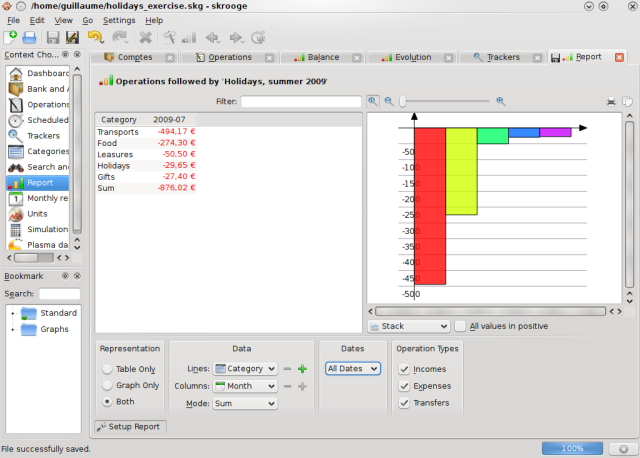 /home/guillaume/holidays_exercise.skg - skrooge
File Edit View Go Settings Help
Context Cho...
Comptes Operations Balance Evolution Trackers Report
Dashboard
Bank and A
Operations
Scheduled
Trackers
Categories
Search an
Report
Monthly re
Units
Simulation
Plasma da
Operations followed by 'Holidays, summer 2009'
Filter:
Category 2009-07
Transports -494,17 €
Food -274,30 €
Leasures -50,50 €
Holidays -29,65 €
Gifts -27,40 €
Sum -876,02 €
-50
-100
-150
-200
-250
-300
-350
-400
-450
-500
Stack All values in positive
Bookmark
Search:
Standard
Graphs
Representation
Table Only
Graph Only
Both
Data
Lines: Category
Columns: Month
Mode: Sum
Dates
All Dates
Operation Types
Incomes
Expenses
Transfers
Setup Report
File successfully saved.
100%